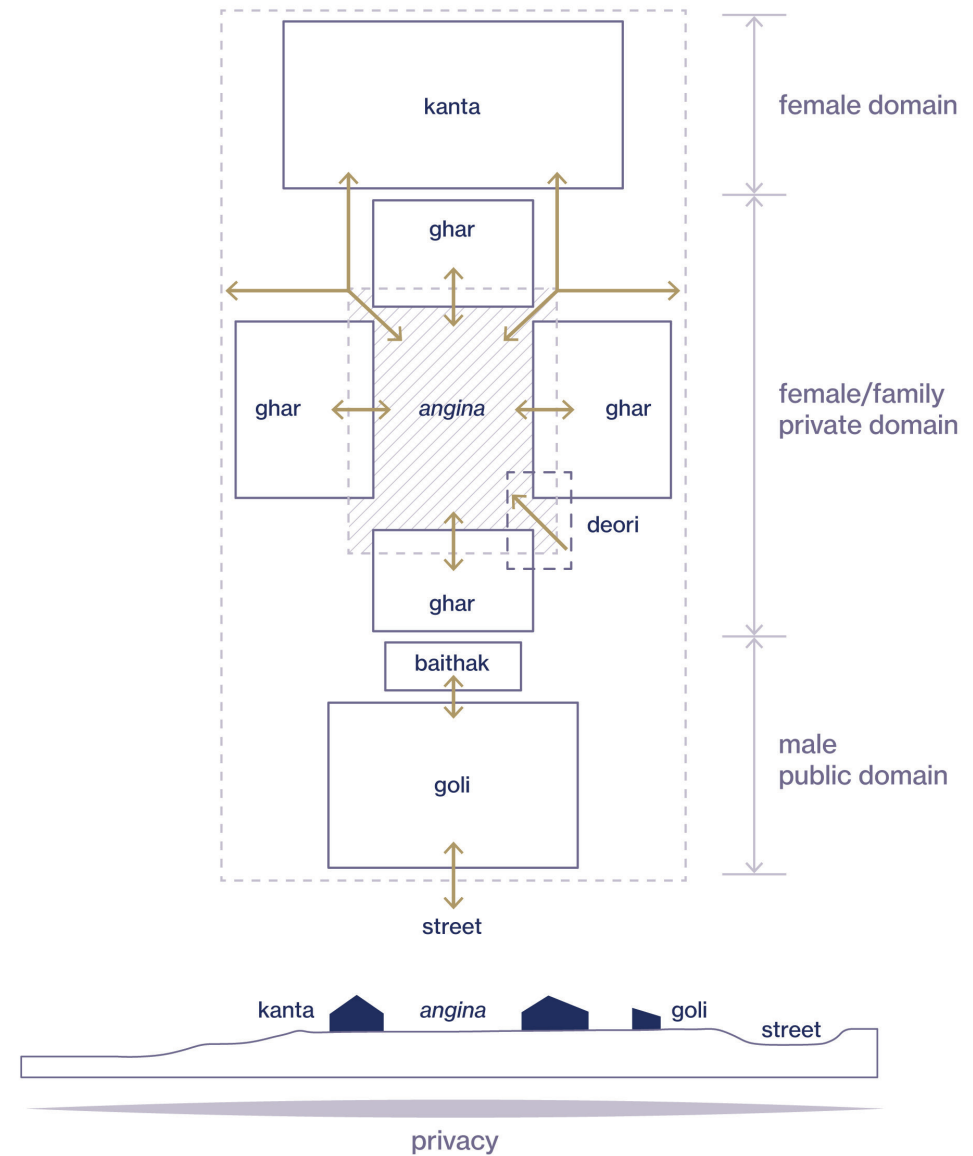 kanta
female domain
ghar
ghar
angina
ghar
female/family
private domain
deori
ghar
baithak
male
public domain
goli
street
kanta
angina
goli
street
privacy